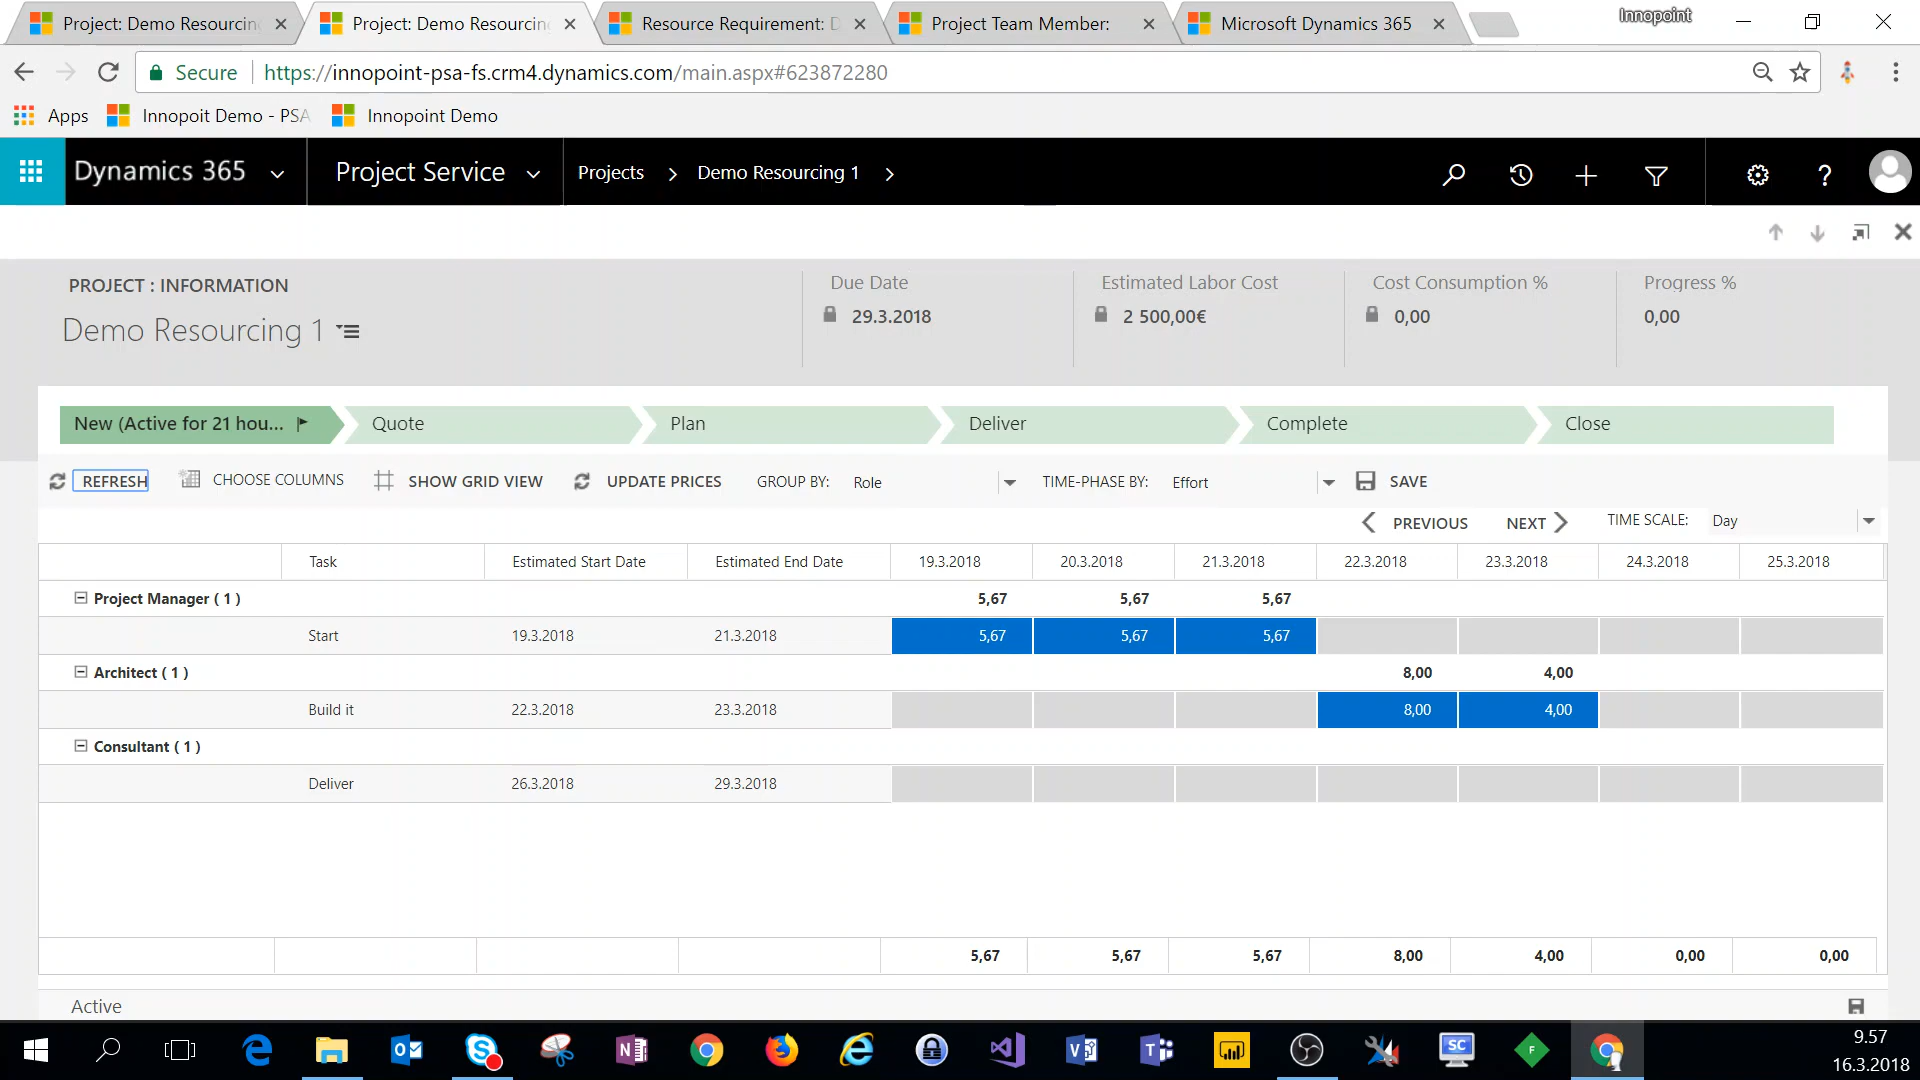 Project: Demo Resourcing
Project: Demo Resourcing
Resource Requirement: D
Project Team Member:
Microsoft Dynamics 365
Innopoint
Secure
https://innopoint-psa-fs.crm4.dynamics.com/main.aspx#623872280
Apps
Innopoit Demo - PSA
Innopoint Demo
Dynamics 365
Project Service
Projects > Demo Resourcing 1 >
PROJECT : INFORMATION
Demo Resourcing 1
Due Date
29.3.2018
Estimated Labor Cost
2 500,00€
Cost Consumption %
0,00
Progress %
0,00
New (Active for 21 hou...
Quote
Plan
Deliver
Complete
Close
REFRESH
CHOOSE COLUMNS
SHOW GRID VIEW
UPDATE PRICES
GROUP BY: Role
TIME-PHASE BY: Effort
SAVE
PREVIOUS
NEXT
TIME SCALE: Day
Task Estimated Start Date Estimated End Date 19.3.2018 20.3.2018 21.3.2018 22.3.2018 23.3.2018 24.3.2018 25.3.2018
Project Manager ( 1 ) 5,67 5,67 5,67
Start 19.3.2018 21.3.2018 5,67 5,67 5,67
Architect ( 1 ) 8,00 4,00
Build it 22.3.2018 23.3.2018 8,00 4,00
Consultant ( 1 )
Deliver 26.3.2018 29.3.2018
5,67 5,67 5,67 8,00 4,00 0,00 0,00
Active
9.57
16.3.2018